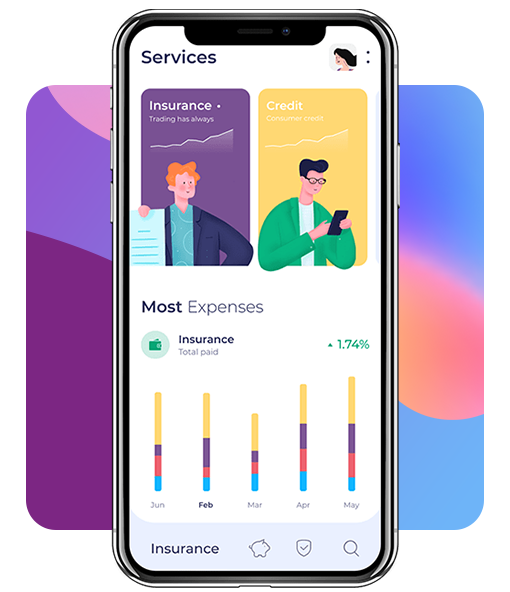 Services
Insurance •
Trading has always
Credit
Consumer credit
Most Expenses
Insurance
Total paid
1.74%
Jun
Feb
Mar
Apr
May
Insurance